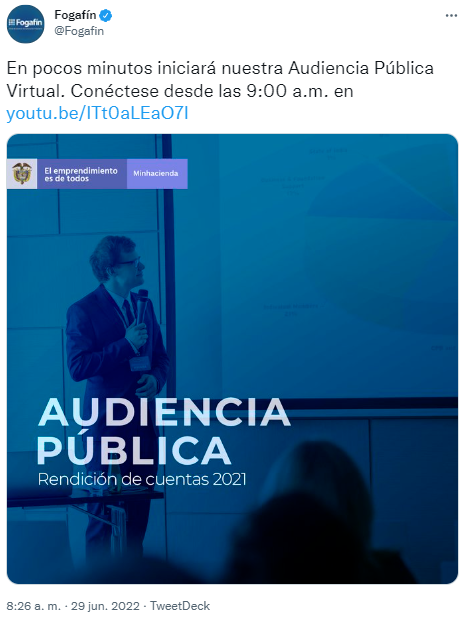 Fogafín
Fogafín
@Fogafin
En pocos minutos iniciará nuestra Audiencia Pública
Virtual. Conéctese desde las 9:00 a.m. en
youtu.be/ITt0aLEaO7I
El emprendimiento
es de todos
Minhacienda
AUDIENCIA
PÚBLICA
Rendición de cuentas 2021
8:26 a. m. · 29 jun. 2022 · TweetDeck